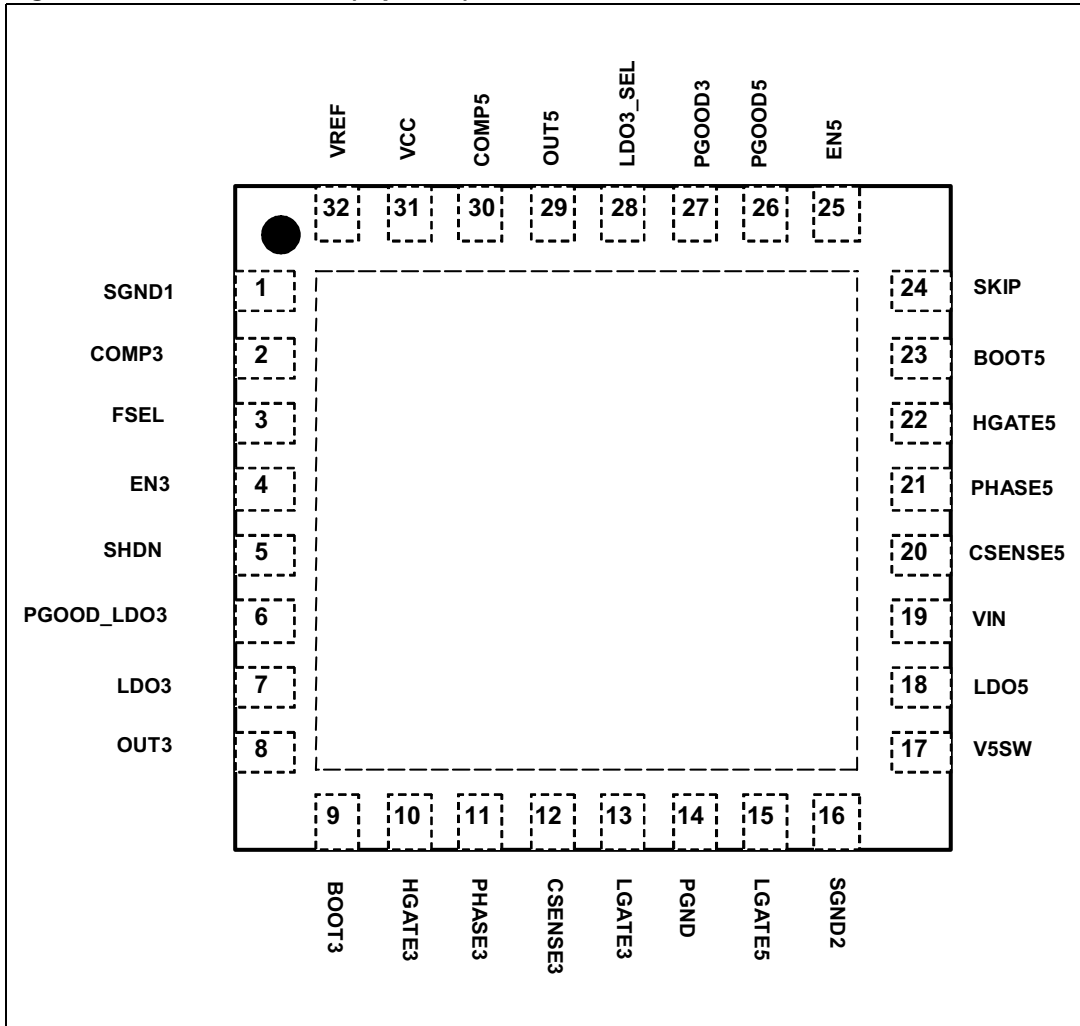 VREF
VCC
COMP5
OUT5
LDO3_SEL
PGOOD3
PGOOD5
EN5
32 31 30 29 28 27 26 25
SGND1 1
COMP3 2
FSEL 3
EN3 4
SHDN 5
PGOOD_LDO3 6
LDO3 7
OUT3 8
24 SKIP
23 BOOT5
22 HGATE5
21 PHASE5
20 CSENSE5
19 VIN
18 LDO5
17 V5SW
9 10 11 12 13 14 15 16
BOOT3
HGATE3
PHASE3
CSENSE3
LGATE3
PGND
LGATE5
SGND2